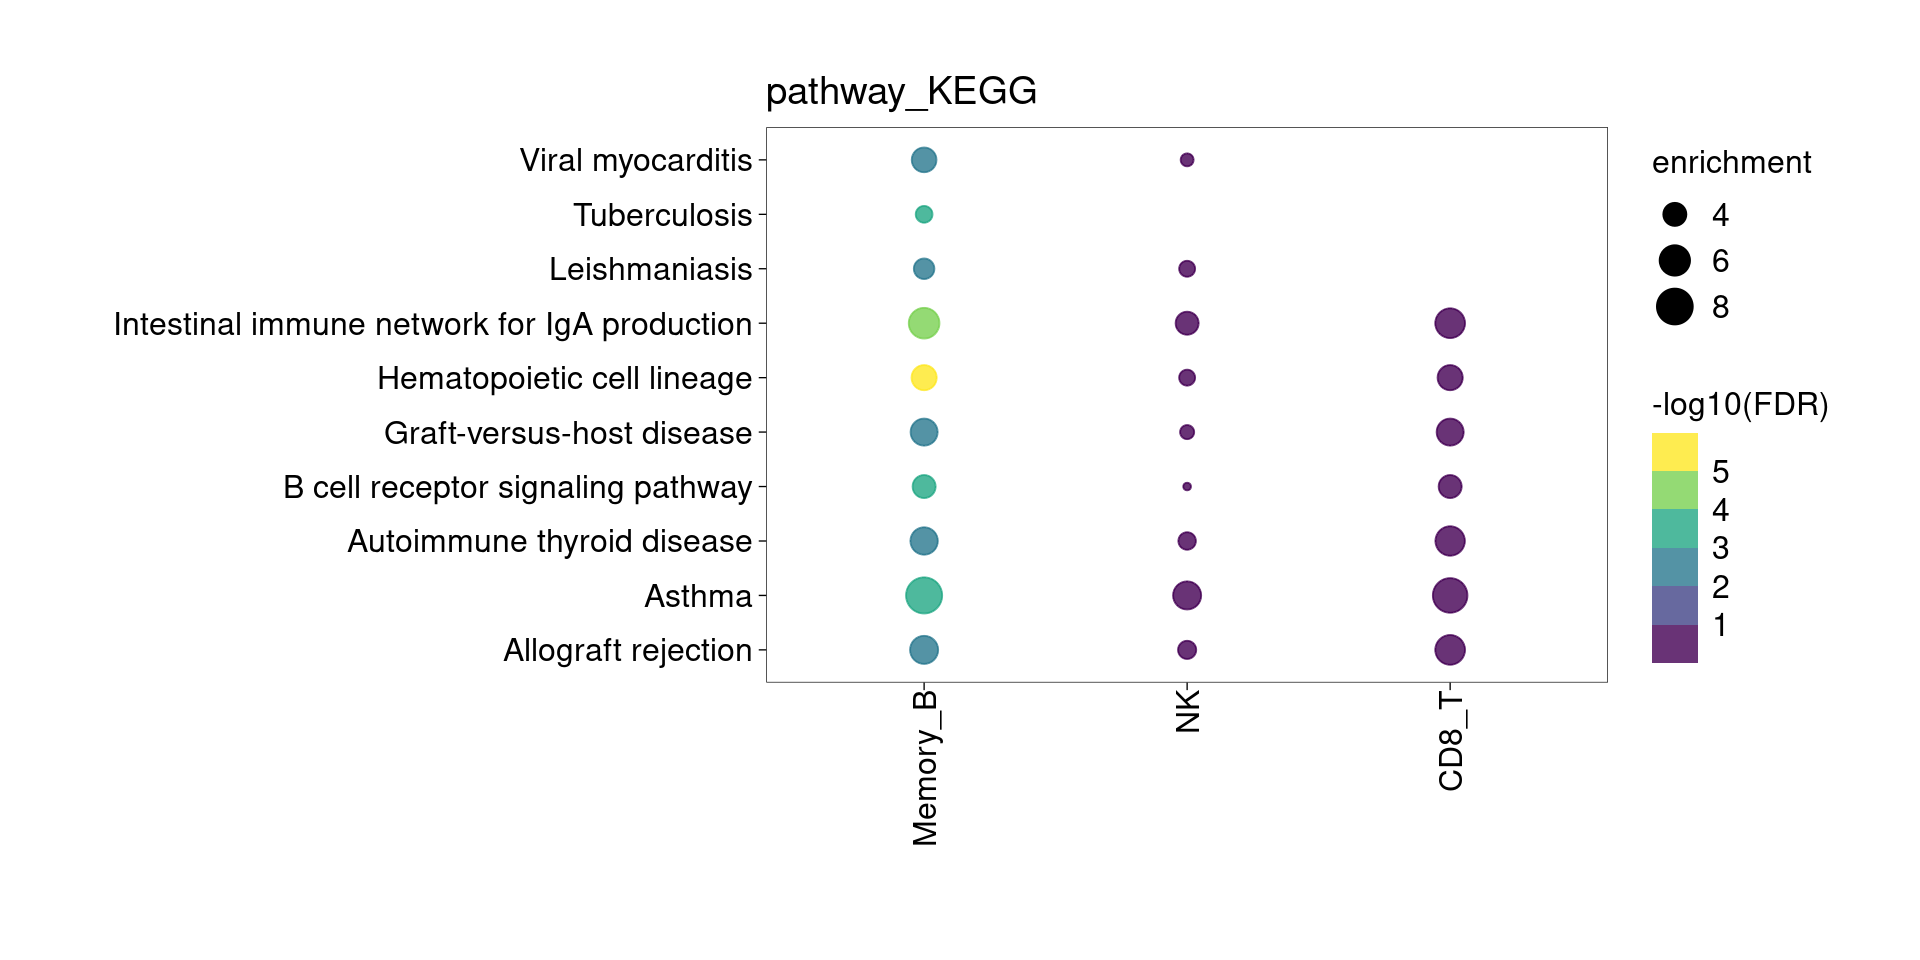 pathway_KEGG
Viral myocarditis
Tuberculosis
Leishmaniasis
Intestinal immune network for IgA production
Hematopoietic cell lineage
Graft-versus-host disease
B cell receptor signaling pathway
Autoimmune thyroid disease
Asthma
Allograft rejection
Memory_B
NK
CD8_T
enrichment
4
6
8
-log10(FDR)
5
4
3
2
1